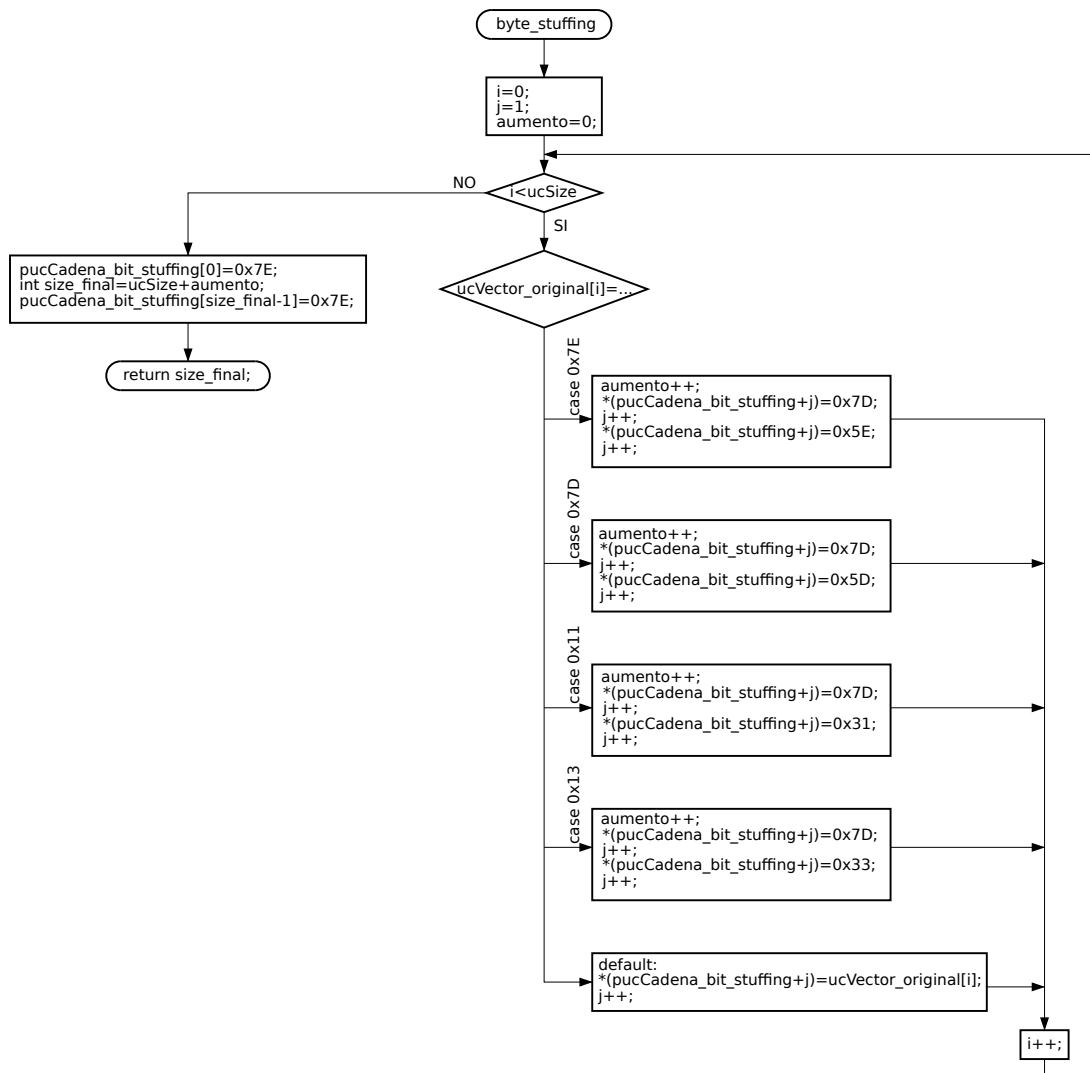 byte_stuffing
i=0;
j=1;
aumento=0;
i<ucSize
NO
SI
pucCadena_bit_stuffing[0]=0x7E;
int size_final=ucSize+aumento;
pucCadena_bit_stuffing[size_final-1]=0x7E;
return size_final;
ucVector_original[i]=...
case 0x7E
aumento++;
*(pucCadena_bit_stuffing+j)=0x7D;
j++;
*(pucCadena_bit_stuffing+j)=0x5E;
j++;
case 0x7D
aumento++;
*(pucCadena_bit_stuffing+j)=0x7D;
j++;
*(pucCadena_bit_stuffing+j)=0x5D;
j++;
case 0x11
aumento++;
*(pucCadena_bit_stuffing+j)=0x7D;
j++;
*(pucCadena_bit_stuffing+j)=0x31;
j++;
case 0x13
aumento++;
*(pucCadena_bit_stuffing+j)=0x7D;
j++;
*(pucCadena_bit_stuffing+j)=0x33;
j++;
default:
*(pucCadena_bit_stuffing+j)=ucVector_original[i];
j++;
i++;